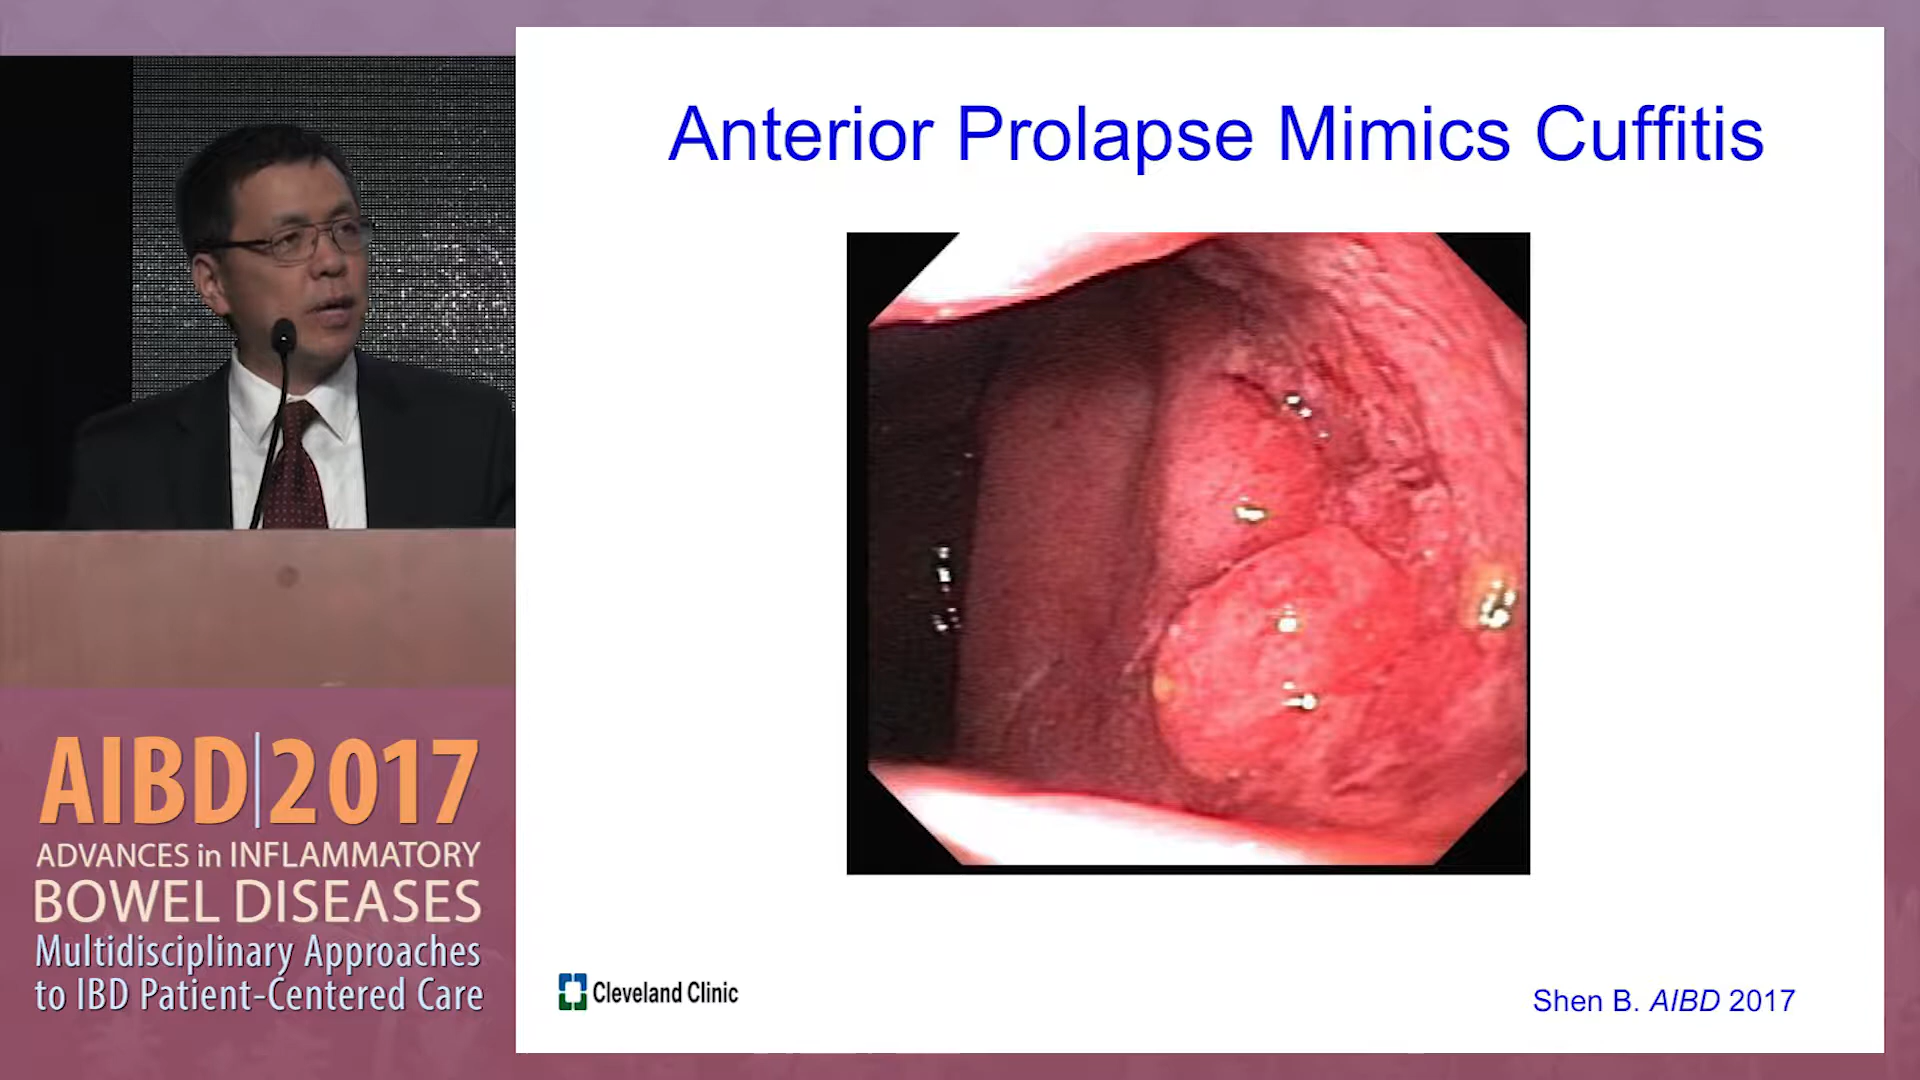 Anterior Prolapse Mimics Cuffitis
AIBD|2017
ADVANCES in INFLAMMATORY
BOWEL DISEASES
Multidisciplinary Approaches
to IBD Patient-Centered Care
Cleveland Clinic
Shen B. AIBD 2017